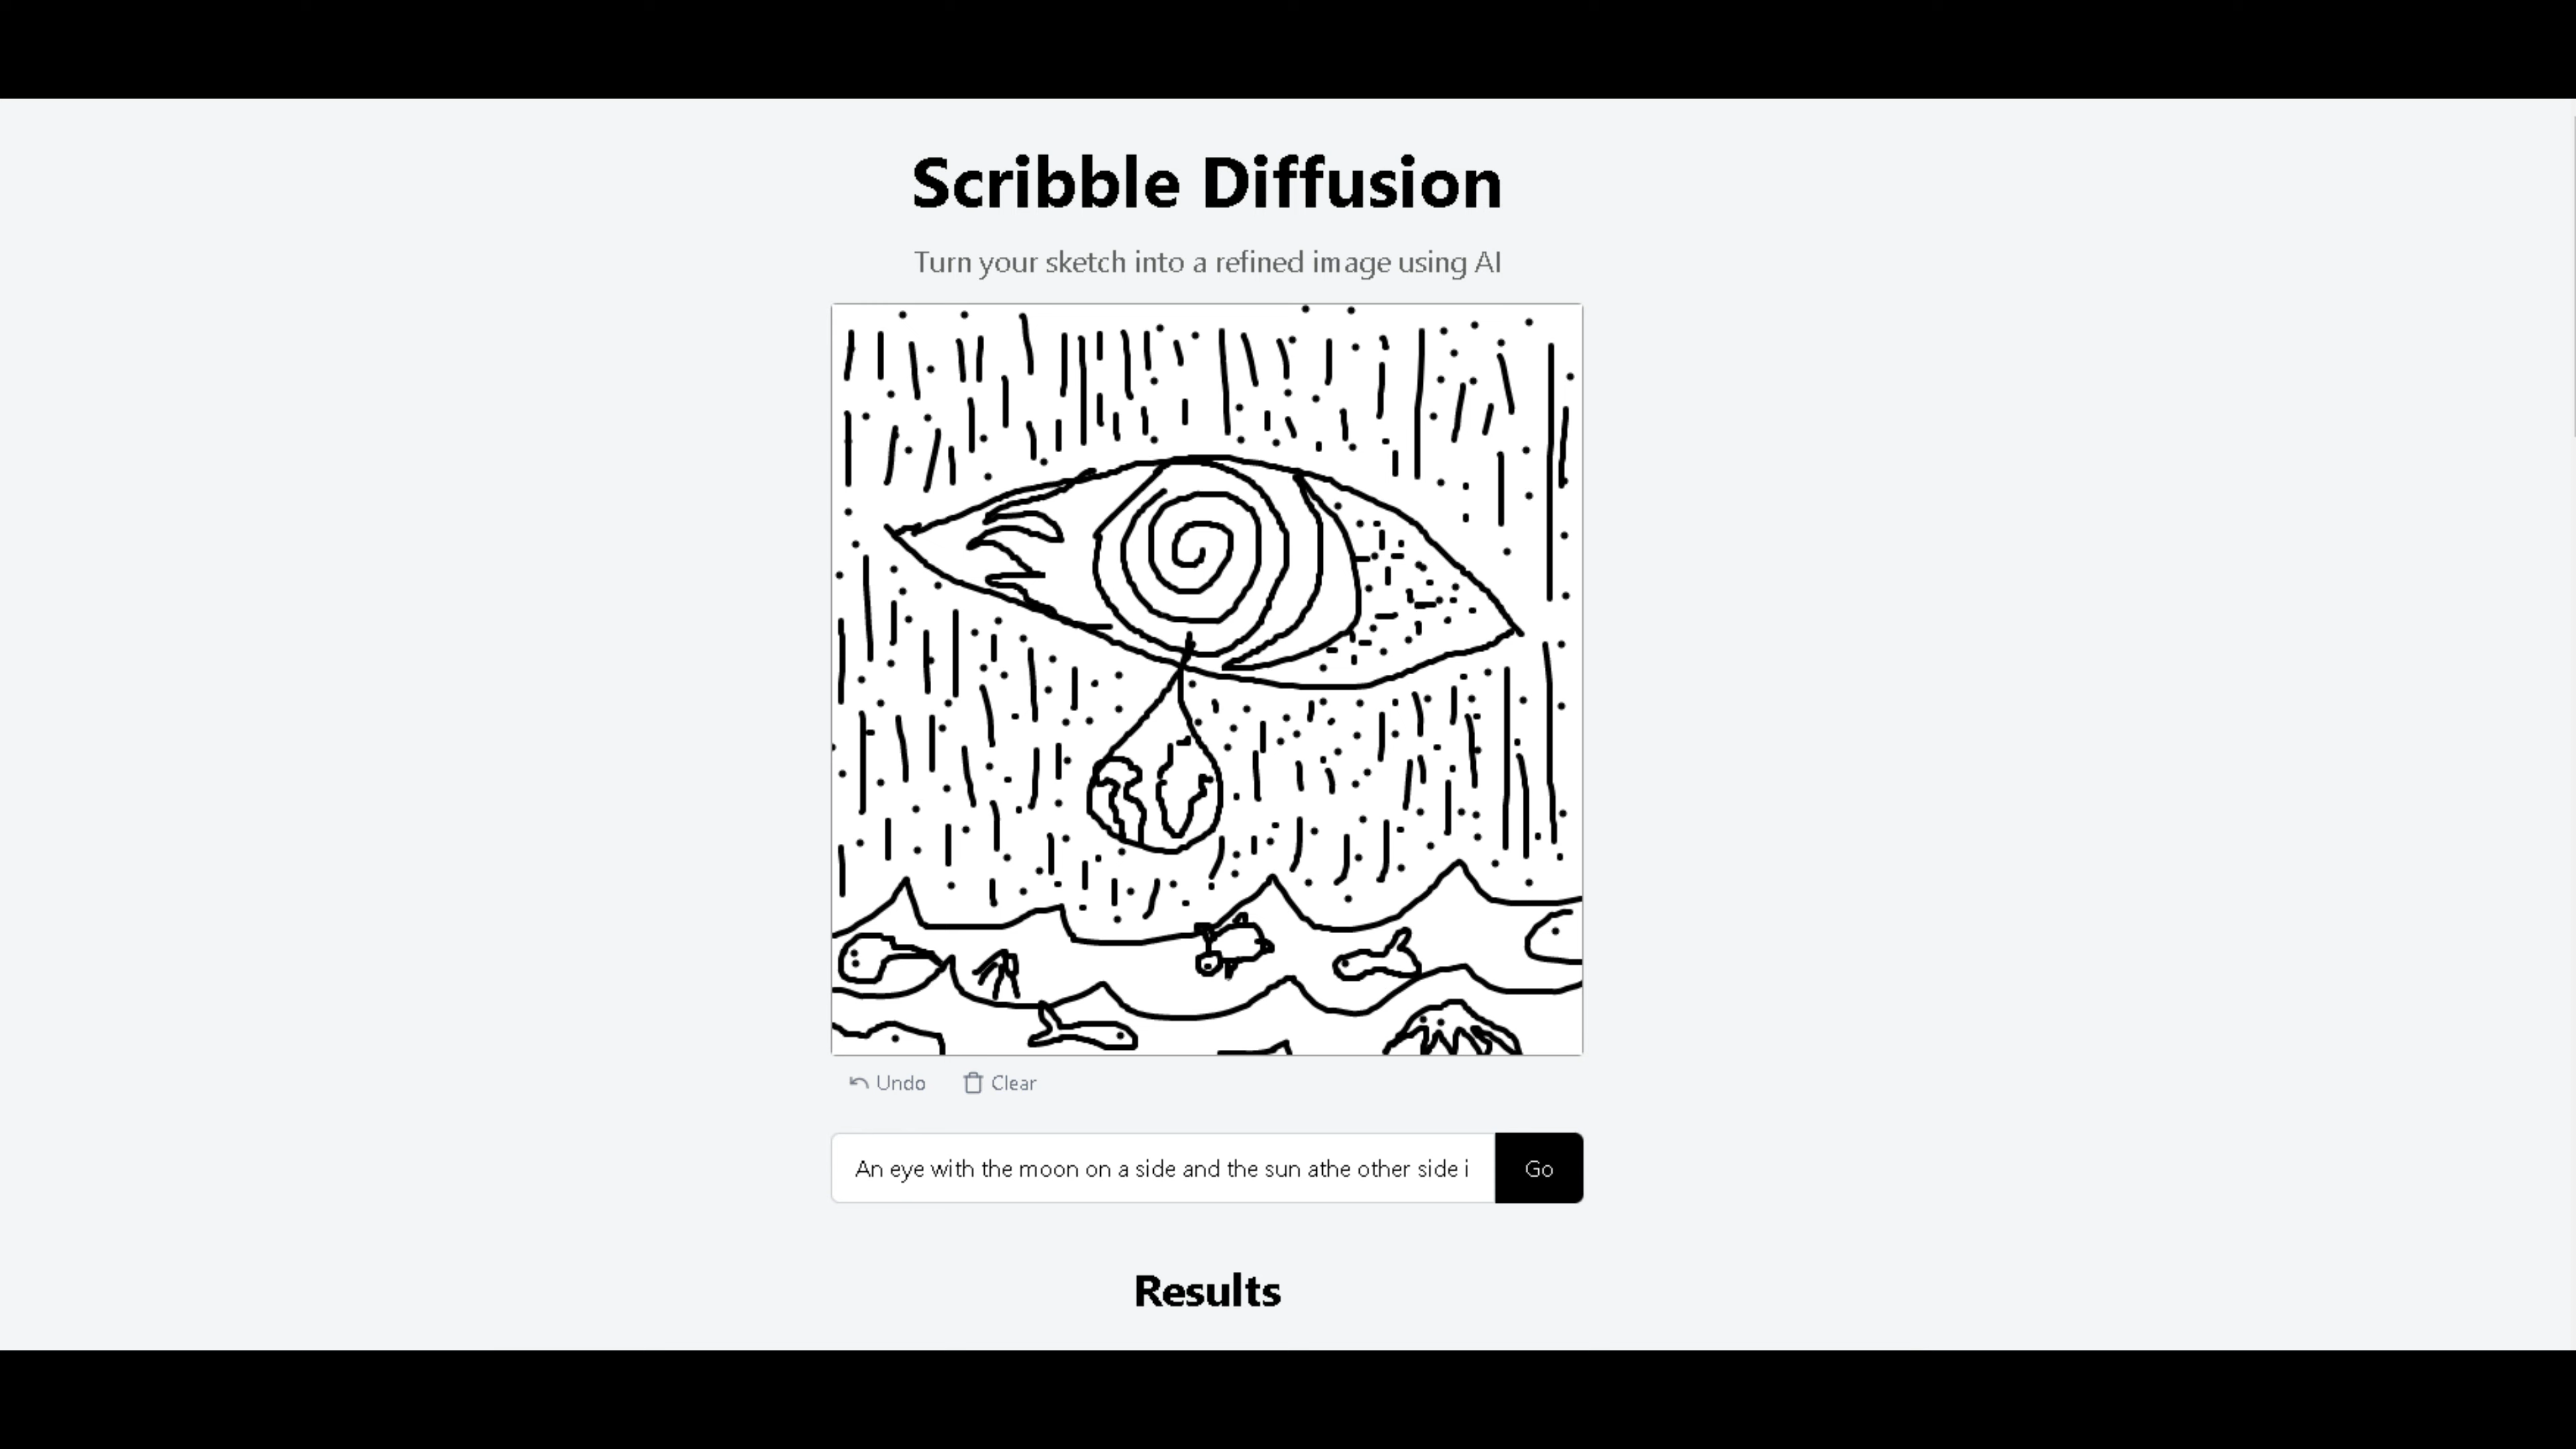 Scribble Diffusion
Turn your sketch into a refined image using AI
Undo Clear
An eye with the moon on a side and the sun athe other side i
Go
Results